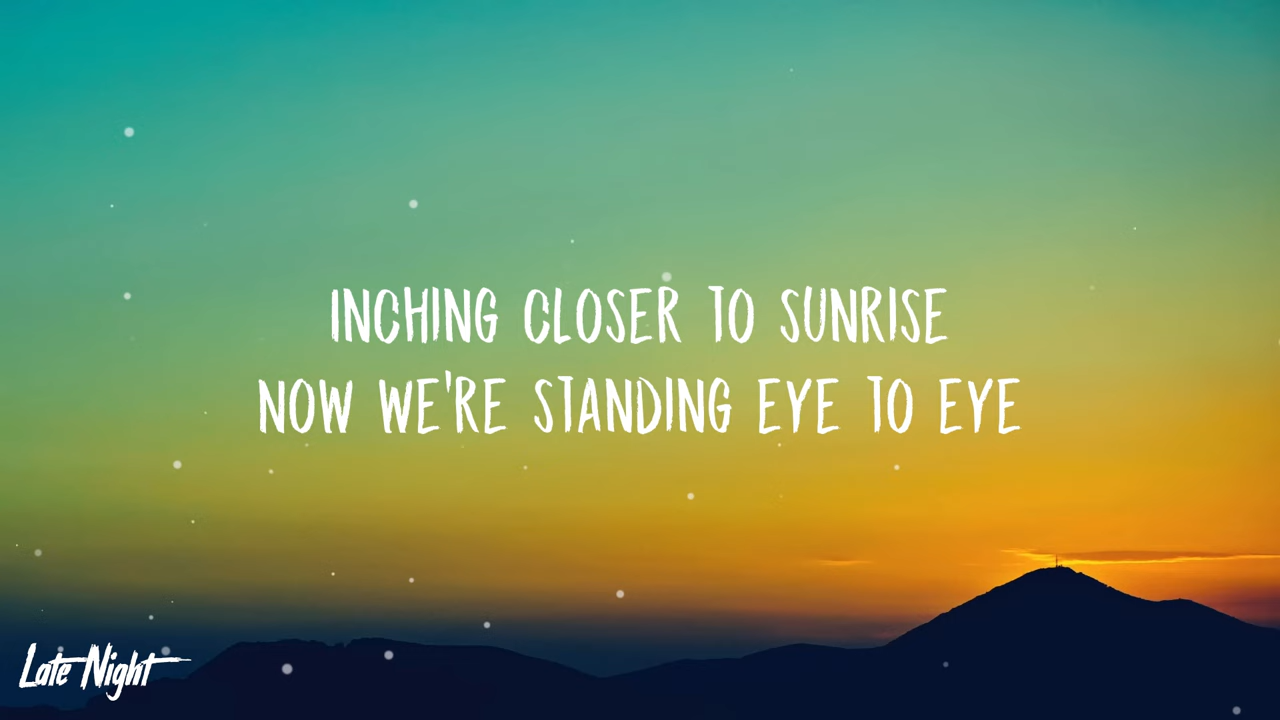 INCHING CLOSER TO SUNRISE
NOW WE'RE STANDING EYE TO EYE
Late Night